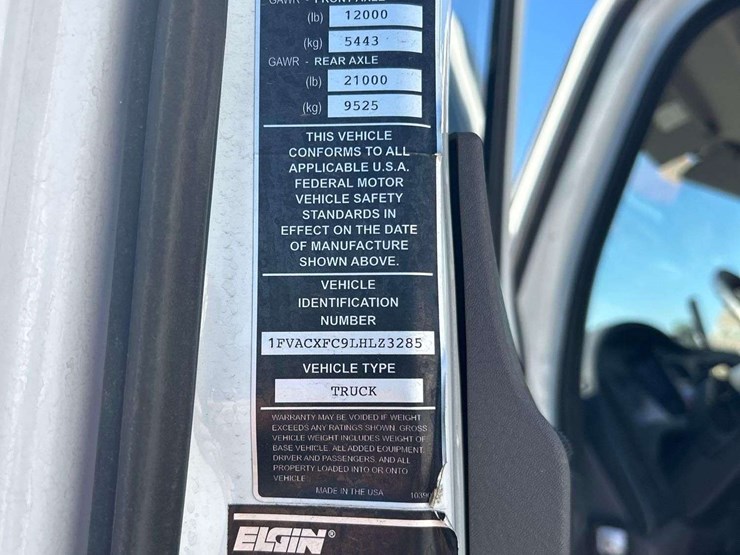 GAWR - FRONT AXLE
(lb) 12000
(kg) 5443
GAWR - REAR AXLE
(lb) 21000
(kg) 9525
THIS VEHICLE
CONFORMS TO ALL
APPLICABLE U.S.A.
FEDERAL MOTOR
VEHICLE SAFETY
STANDARDS IN
EFFECT ON THE DATE
OF MANUFACTURE
SHOWN ABOVE.
VEHICLE
IDENTIFICATION
NUMBER
1FVACXFC9LHLZ3285
VEHICLE TYPE
TRUCK
WARRANTY MAY BE VOIDED IF WEIGHT
EXCEEDS ANY RATINGS SHOWN. GROSS
VEHICLE WEIGHT INCLUDES WEIGHT OF
BASE VEHICLE, ALL ADDED EQUIPMENT,
DRIVER AND PASSENGERS, AND ALL
PROPERTY LOADED INTO OR ONTO
VEHICLE
MADE IN THE USA
ELGIN®